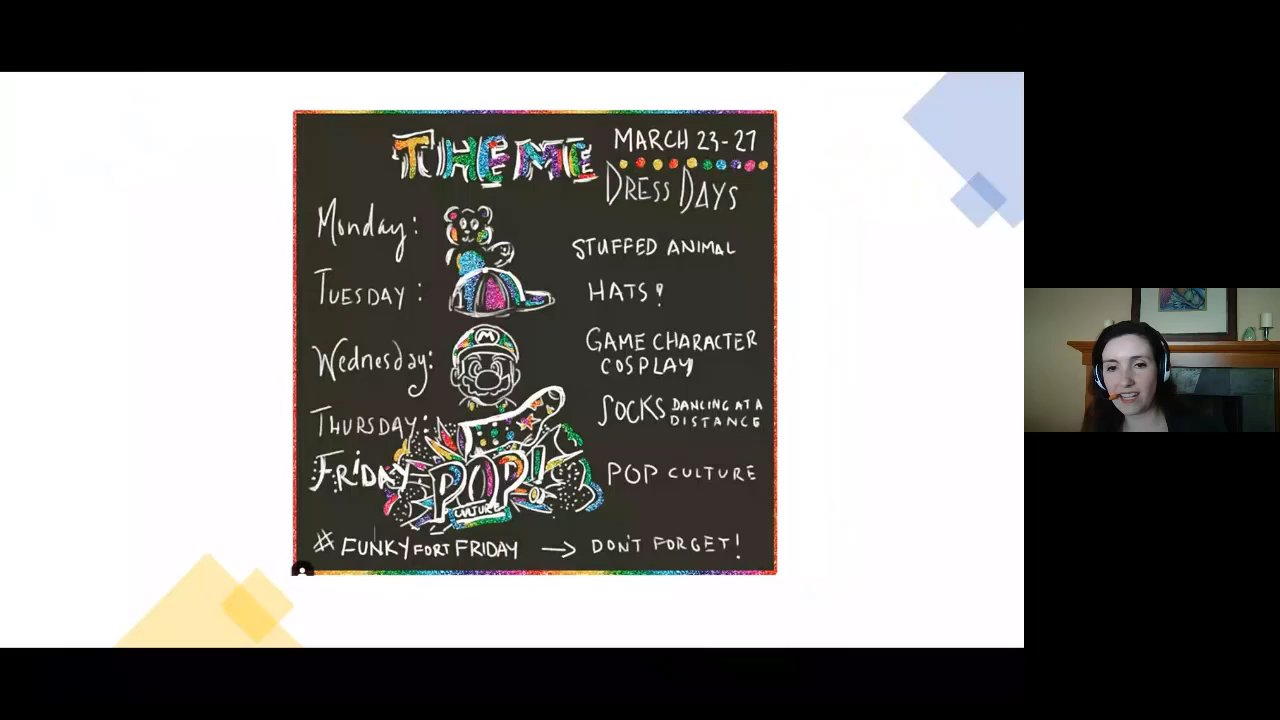 THEME
MARCH 23-27
DRESS DAYS
Monday:
STUFFED ANIMAL
TUESDAY:
HATS!
Wednesday:
M
GAME CHARACTER
COSPLAY
THURSDAY:
SOCKS DANCING AT A
DISTANCE
FRIDAY
POP!
CULTURE
POP CULTURE
# FUNKY FORT FRIDAY → DON'T FORGET!